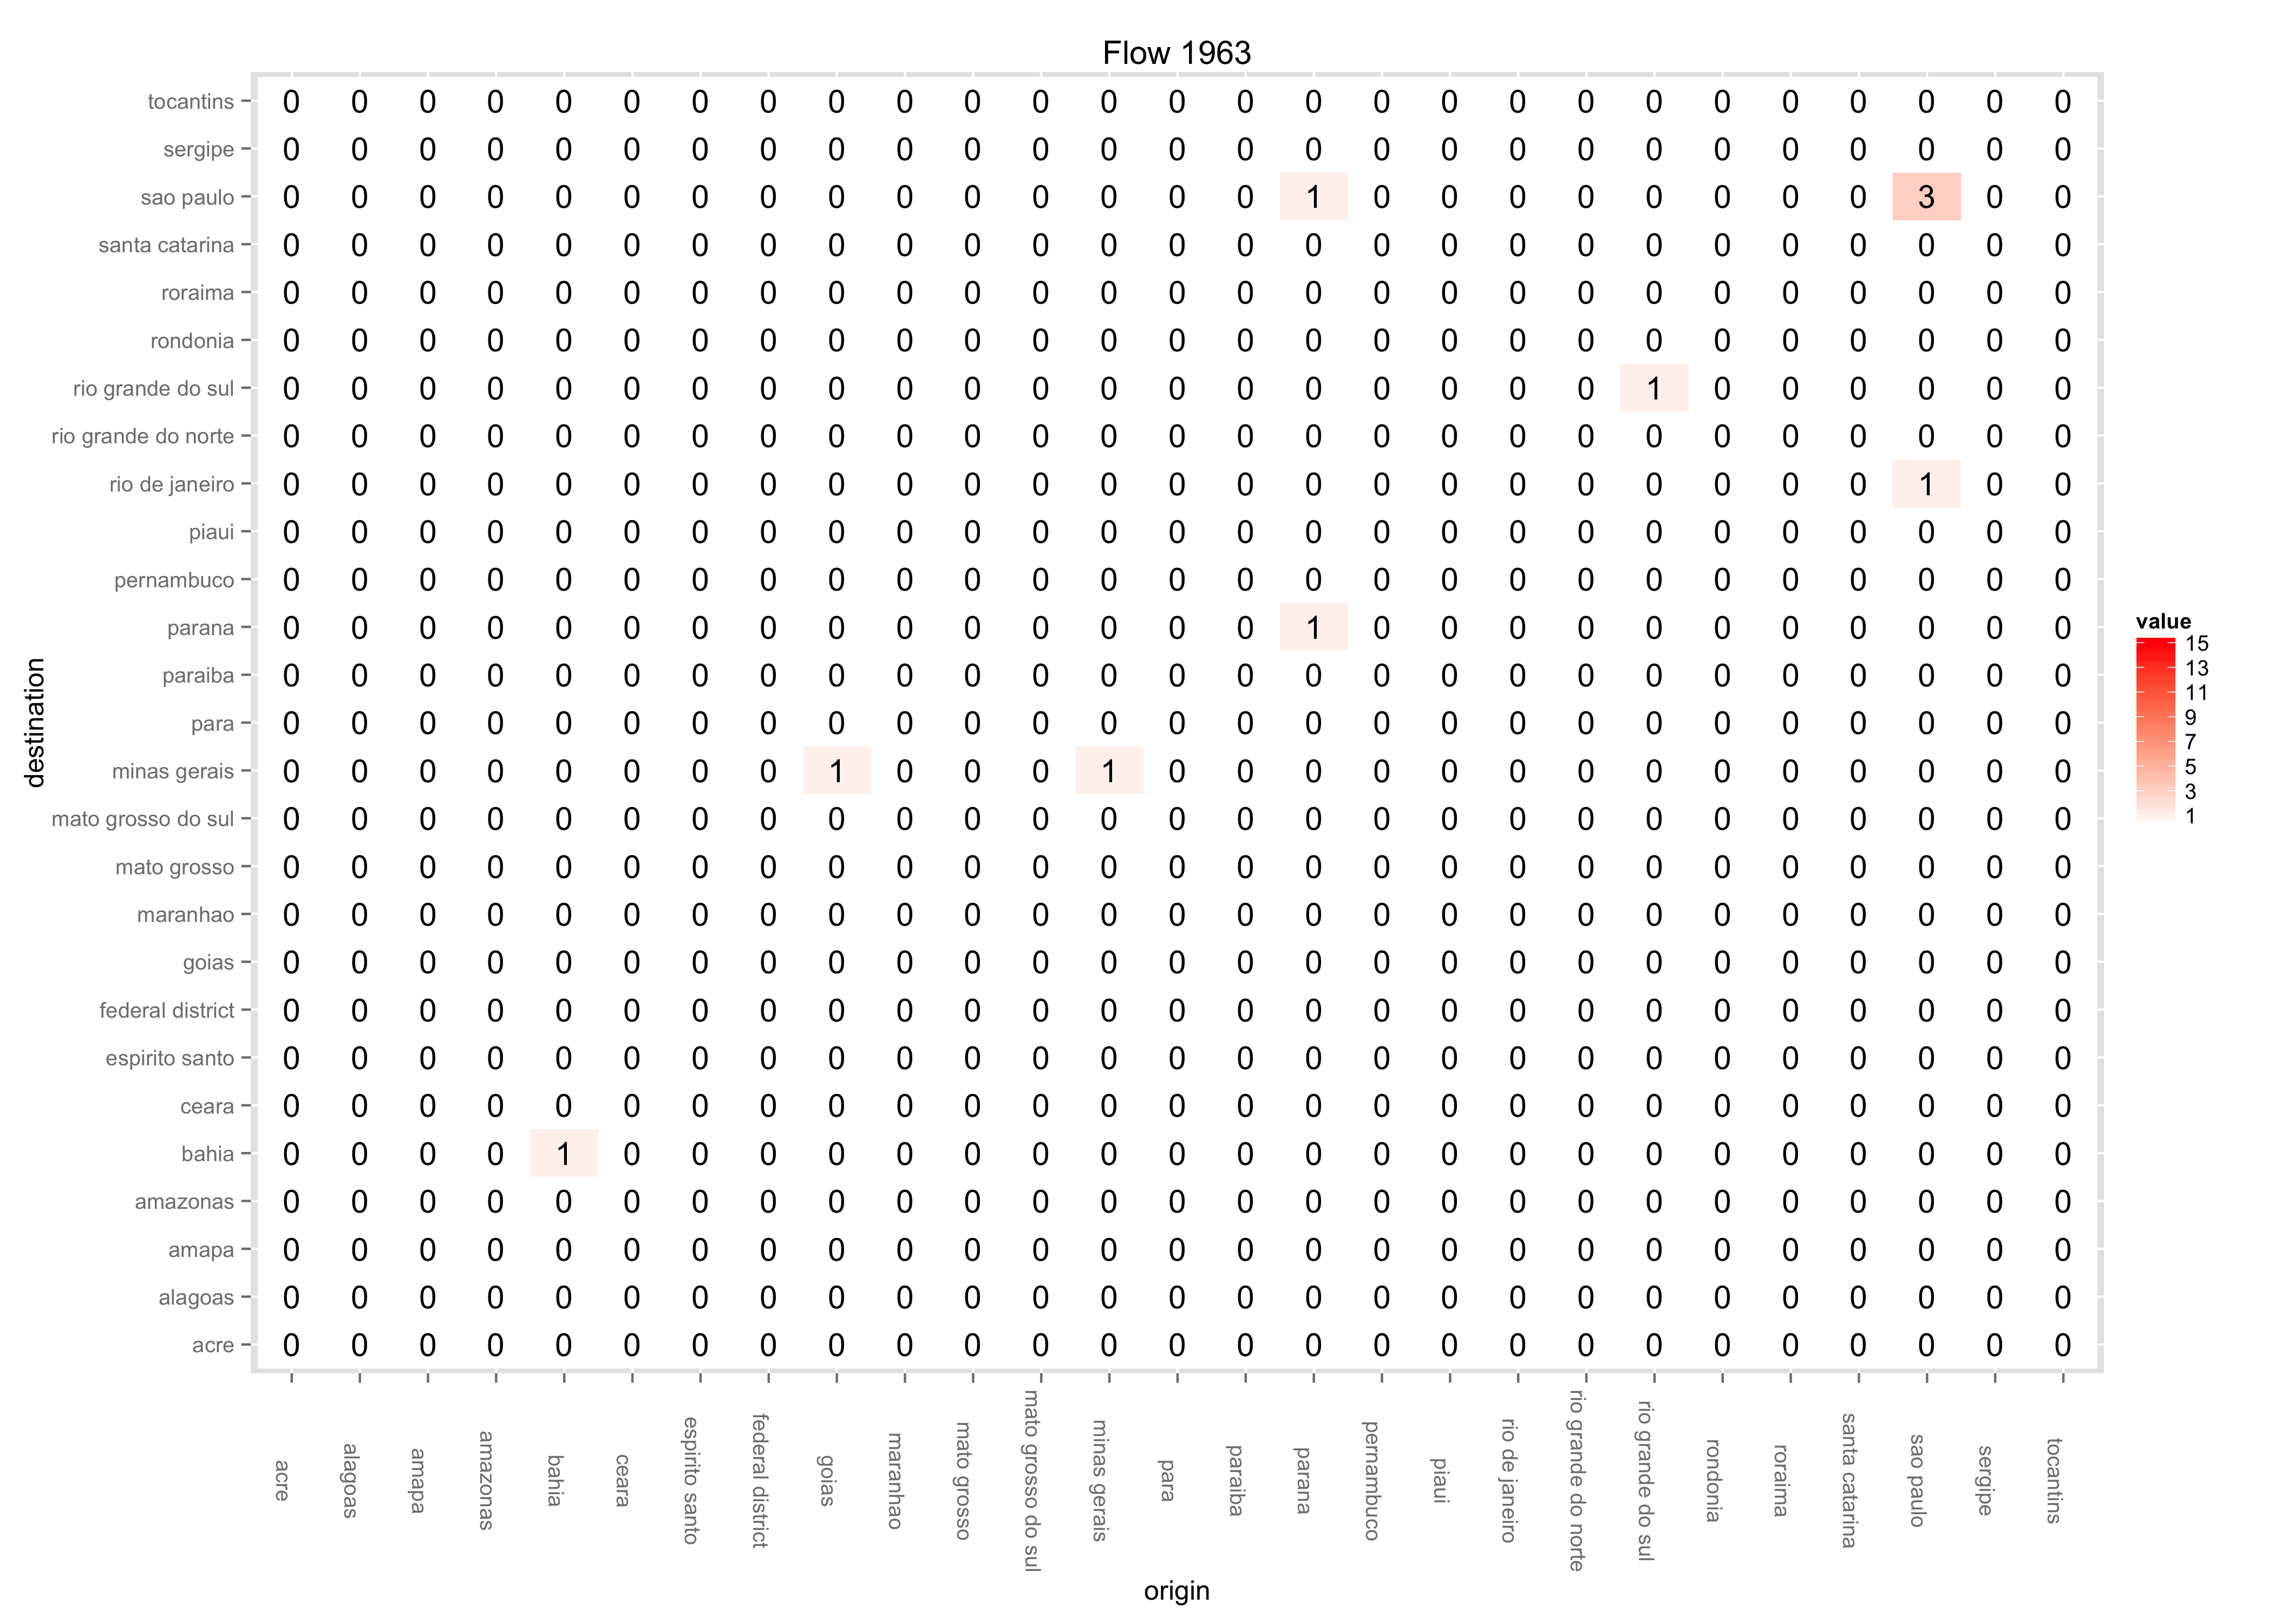 Flow 1963
tocantins 0 0 0 0 0 0 0 0 0 0 0 0 0 0 0 0 0 0 0 0 0 0 0 0 0 0 0
sergipe 0 0 0 0 0 0 0 0 0 0 0 0 0 0 0 0 0 0 0 0 0 0 0 0 0 0 0
sao paulo 0 0 0 0 0 0 0 0 0 0 0 0 0 0 0 1 0 0 0 0 0 0 0 0 3 0 0
santa catarina 0 0 0 0 0 0 0 0 0 0 0 0 0 0 0 0 0 0 0 0 0 0 0 0 0 0 0
roraima 0 0 0 0 0 0 0 0 0 0 0 0 0 0 0 0 0 0 0 0 0 0 0 0 0 0 0
rondonia 0 0 0 0 0 0 0 0 0 0 0 0 0 0 0 0 0 0 0 0 0 0 0 0 0 0 0
rio grande do sul 0 0 0 0 0 0 0 0 0 0 0 0 0 0 0 0 0 0 0 0 1 0 0 0 0 0 0
rio grande do norte 0 0 0 0 0 0 0 0 0 0 0 0 0 0 0 0 0 0 0 0 0 0 0 0 0 0 0
rio de janeiro 0 0 0 0 0 0 0 0 0 0 0 0 0 0 0 0 0 0 0 0 0 0 0 0 1 0 0
piaui 0 0 0 0 0 0 0 0 0 0 0 0 0 0 0 0 0 0 0 0 0 0 0 0 0 0 0
pernambuco 0 0 0 0 0 0 0 0 0 0 0 0 0 0 0 0 0 0 0 0 0 0 0 0 0 0 0
parana 0 0 0 0 0 0 0 0 0 0 0 0 0 0 0 1 0 0 0 0 0 0 0 0 0 0 0
paraiba 0 0 0 0 0 0 0 0 0 0 0 0 0 0 0 0 0 0 0 0 0 0 0 0 0 0 0
para 0 0 0 0 0 0 0 0 0 0 0 0 0 0 0 0 0 0 0 0 0 0 0 0 0 0 0
minas gerais 0 0 0 0 0 0 0 0 1 0 0 0 1 0 0 0 0 0 0 0 0 0 0 0 0 0 0
mato grosso do sul 0 0 0 0 0 0 0 0 0 0 0 0 0 0 0 0 0 0 0 0 0 0 0 0 0 0 0
mato grosso 0 0 0 0 0 0 0 0 0 0 0 0 0 0 0 0 0 0 0 0 0 0 0 0 0 0 0
maranhao 0 0 0 0 0 0 0 0 0 0 0 0 0 0 0 0 0 0 0 0 0 0 0 0 0 0 0
goias 0 0 0 0 0 0 0 0 0 0 0 0 0 0 0 0 0 0 0 0 0 0 0 0 0 0 0
federal district 0 0 0 0 0 0 0 0 0 0 0 0 0 0 0 0 0 0 0 0 0 0 0 0 0 0 0
espirito santo 0 0 0 0 0 0 0 0 0 0 0 0 0 0 0 0 0 0 0 0 0 0 0 0 0 0 0
ceara 0 0 0 0 0 0 0 0 0 0 0 0 0 0 0 0 0 0 0 0 0 0 0 0 0 0 0
bahia 0 0 0 0 1 0 0 0 0 0 0 0 0 0 0 0 0 0 0 0 0 0 0 0 0 0 0
amazonas 0 0 0 0 0 0 0 0 0 0 0 0 0 0 0 0 0 0 0 0 0 0 0 0 0 0 0
amapa 0 0 0 0 0 0 0 0 0 0 0 0 0 0 0 0 0 0 0 0 0 0 0 0 0 0 0
alagoas 0 0 0 0 0 0 0 0 0 0 0 0 0 0 0 0 0 0 0 0 0 0 0 0 0 0 0
acre 0 0 0 0 0 0 0 0 0 0 0 0 0 0 0 0 0 0 0 0 0 0 0 0 0 0 0
destination
acre
alagoas
amapa
amazonas
bahia
ceara
espirito santo
federal district
goias
maranhao
mato grosso
mato grosso do sul
minas gerais
para
paraiba
parana
pernambuco
piaui
rio de janeiro
rio grande do norte
rio grande do sul
rondonia
roraima
santa catarina
sao paulo
sergipe
tocantins
origin
value
15
13
11
9
7
5
3
1